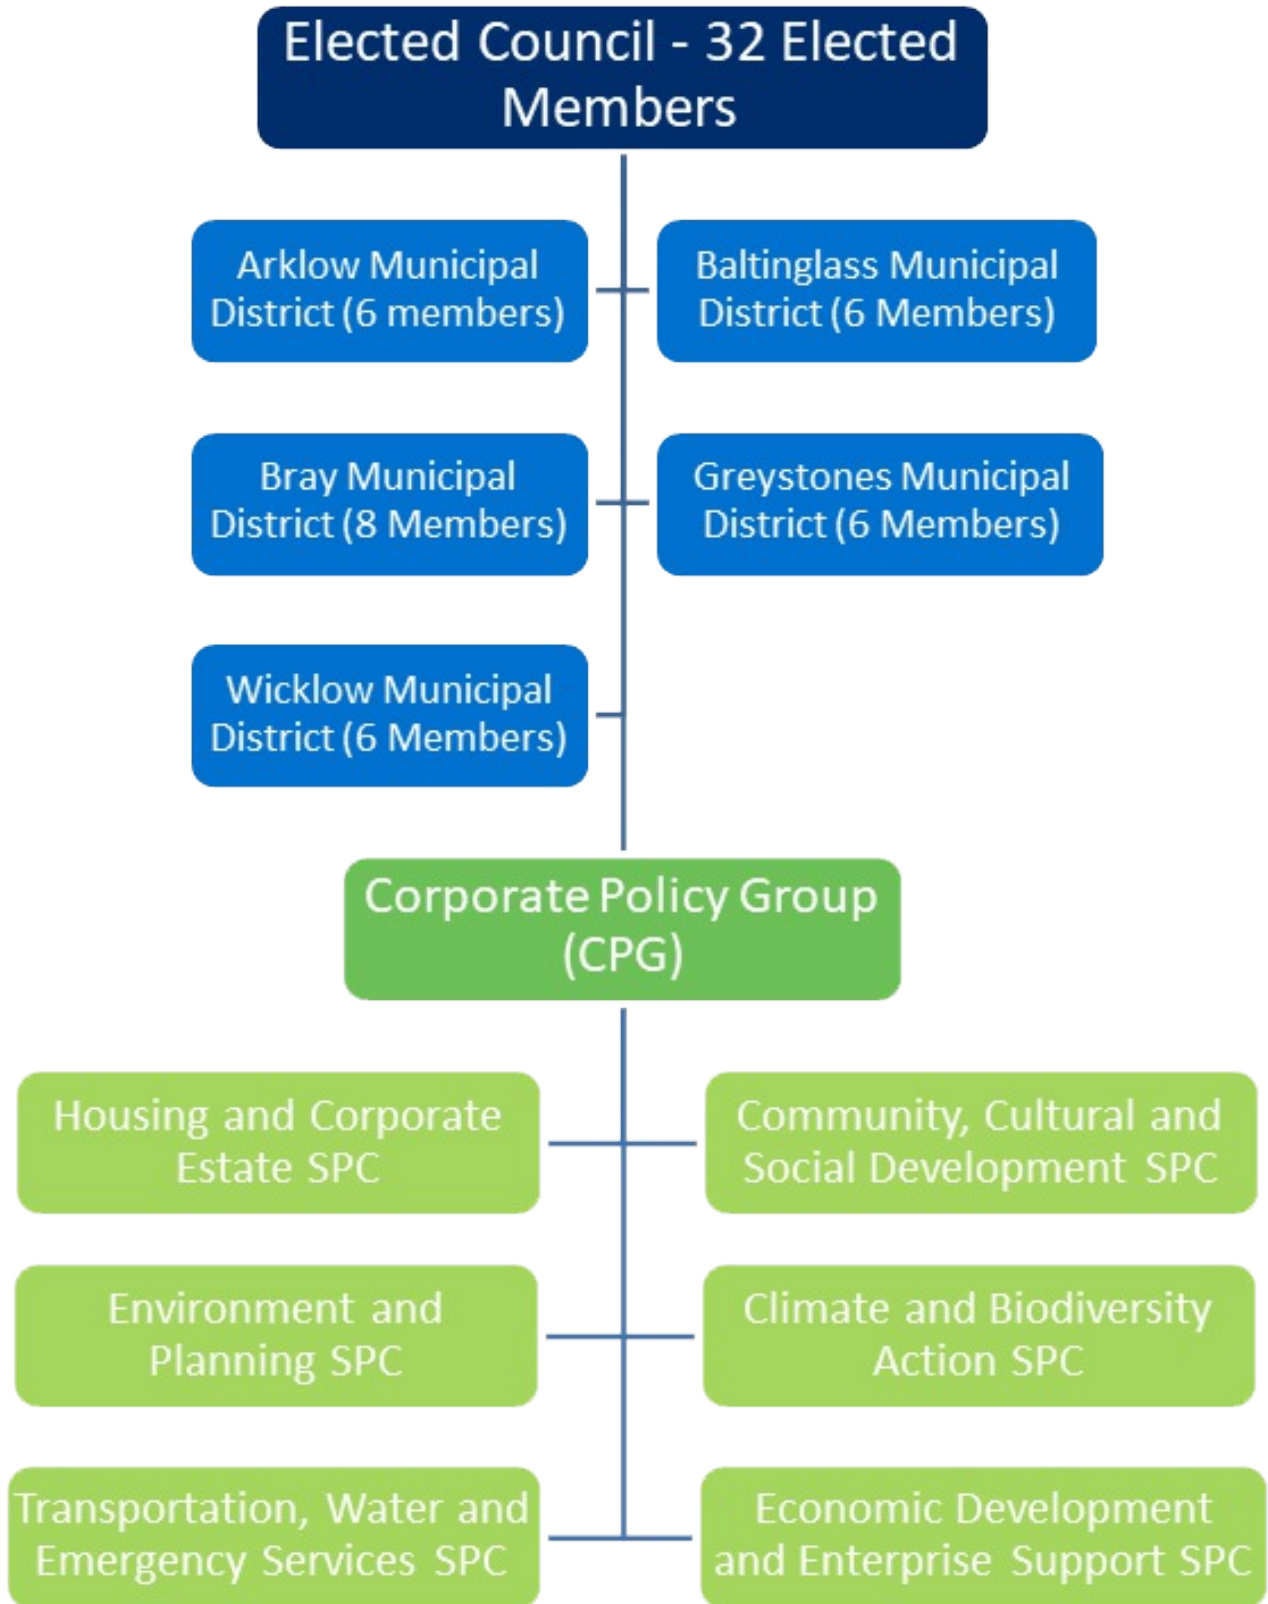 Elected Council - 32 Elected
Members
Arklow Municipal
District (6 members)
Baltinglass Municipal
District (6 Members)
Bray Municipal
District (8 Members)
Greystones Municipal
District (6 Members)
Wicklow Municipal
District (6 Members)
Corporate Policy Group
(CPG)
Housing and Corporate
Estate SPC
Community, Cultural and
Social Development SPC
Environment and
Planning SPC
Climate and Biodiversity
Action SPC
Transportation, Water and
Emergency Services SPC
Economic Development
and Enterprise Support SPC